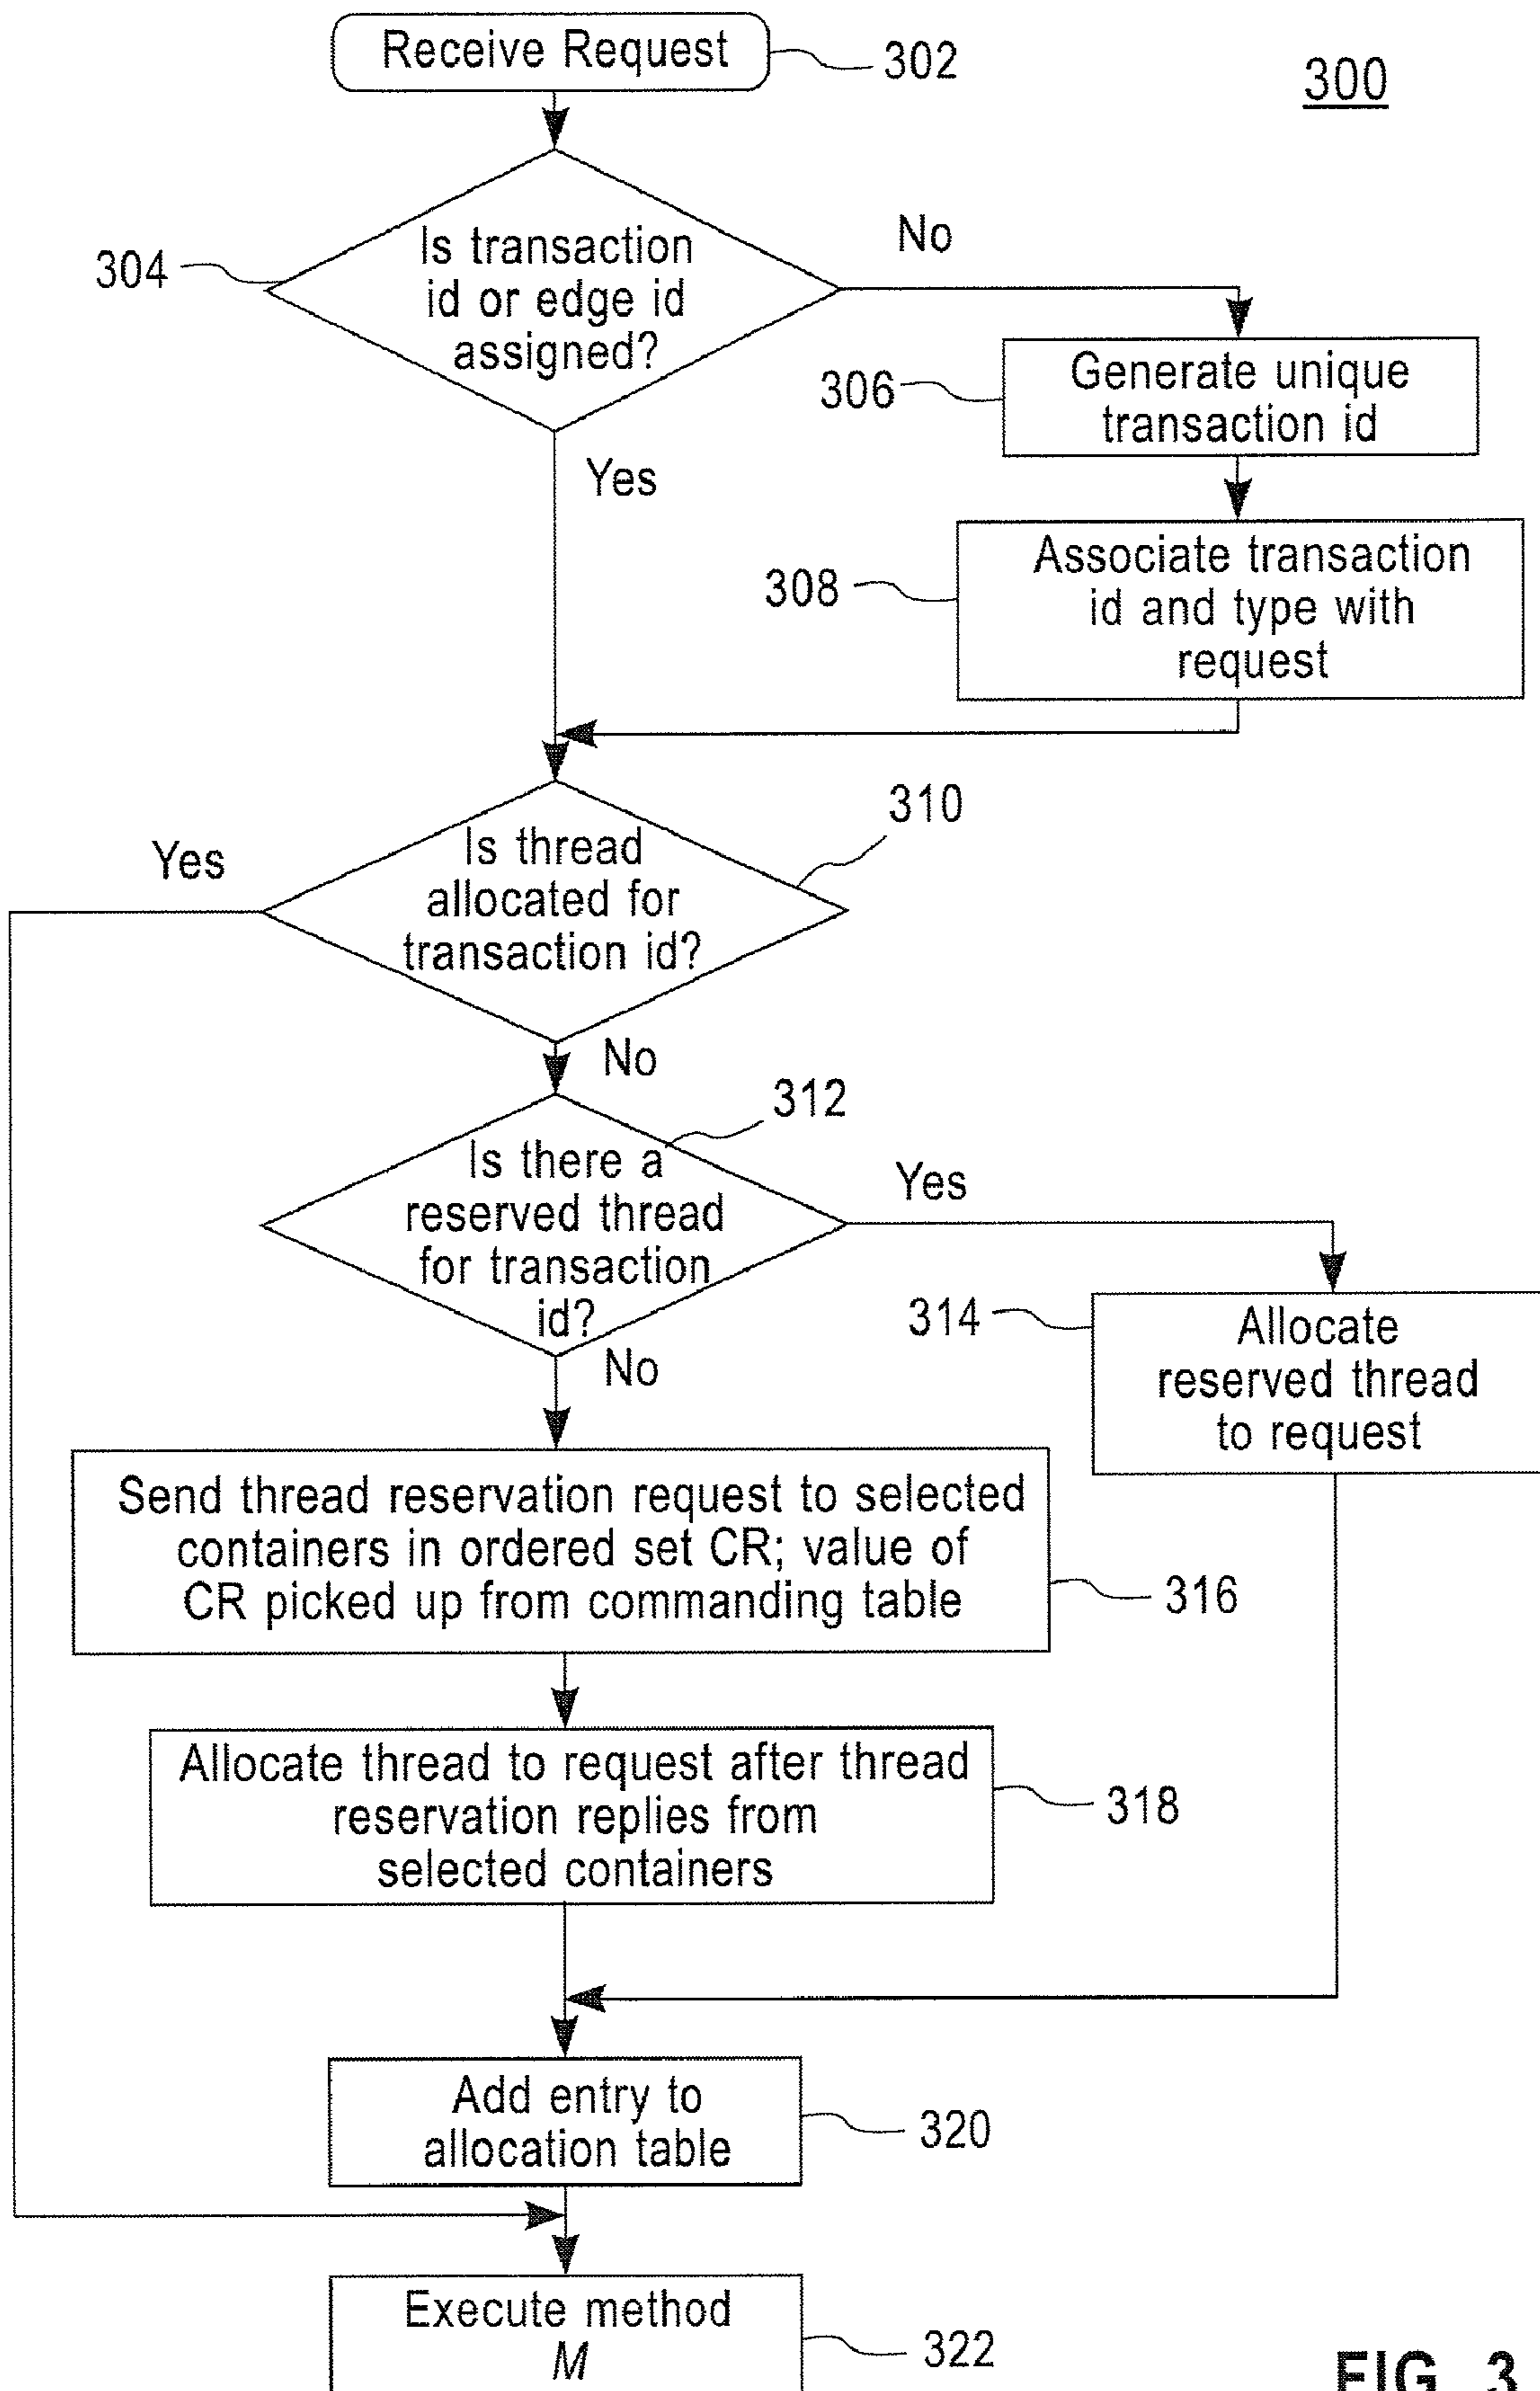 Receive Request
302
300
Is transaction
id or edge id
assigned?
304
No
Yes
306
Generate unique
transaction id
308
Associate transaction
id and type with
request
310
Is thread
allocated for
transaction id?
Yes
No
312
Is there a
reserved thread
for transaction
id?
Yes
No
314
Allocate
reserved thread
to request
Send thread reservation request to selected
containers in ordered set CR; value of
CR picked up from commanding table
316
Allocate thread to request after thread
reservation replies from
selected containers
318
Add entry to
allocation table
320
Execute method
M
322
FIG. 3